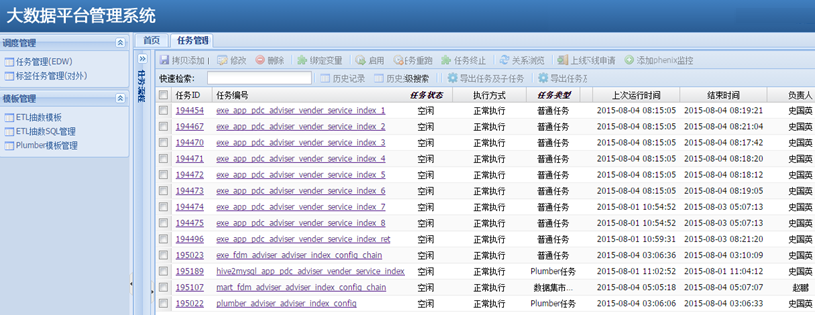 大数据平台管理系统
调度管理
任务管理(EDW)
标签任务管理(对外)
模板管理
ETL抽数模板
ETL抽数SQL管理
Plumber模板管理
首页 任务管理
拷贝添加 修改 删除 绑定变量 启用 任务重跑 任务终止 关系浏览 上线下线申请 添加phenix监控
快速检索: 历史记录 历史版搜索 导出任务及子任务 导出任务及
任务ID 任务编号 任务状态 执行方式 任务类型 上次运行时间 结束时间 负责人
194454 exe_app_pdc_adviser_vender_service_index_1 空闲 正常执行 普通任务 2015-08-04 08:15:05 2015-08-04 08:19:21 史国英
194467 exe_app_pdc_adviser_vender_service_index_2 空闲 正常执行 普通任务 2015-08-04 08:15:05 2015-08-04 08:21:04 史国英
194470 exe_app_pdc_adviser_vender_service_index_3 空闲 正常执行 普通任务 2015-08-04 08:15:05 2015-08-04 08:17:42 史国英
194471 exe_app_pdc_adviser_vender_service_index_4 空闲 正常执行 普通任务 2015-08-04 08:15:05 2015-08-04 08:18:20 史国英
194472 exe_app_pdc_adviser_vender_service_index_5 空闲 正常执行 普通任务 2015-08-04 08:15:05 2015-08-04 08:18:12 史国英
194473 exe_app_pdc_adviser_vender_service_index_6 空闲 正常执行 普通任务 2015-08-04 08:15:05 2015-08-04 08:19:05 史国英
194474 exe_app_pdc_adviser_vender_service_index_7 空闲 正常执行 普通任务 2015-08-01 10:54:52 2015-08-03 05:07:13 史国英
194475 exe_app_pdc_adviser_vender_service_index_8 空闲 正常执行 普通任务 2015-08-01 10:54:52 2015-08-03 05:07:13 史国英
194496 exe_app_pdc_adviser_vender_service_index_ret 空闲 正常执行 普通任务 2015-08-01 10:59:31 2015-08-03 08:21:20 史国英
195023 exe_fdm_adviser_adviser_index_config_chain 空闲 正常执行 普通任务 2015-08-04 03:06:36 2015-08-04 03:10:09 史国英
195189 hive2mysql_app_pdc_adviser_vender_service_index 空闲 正常执行 Plumber任务 2015-08-01 11:02:52 2015-08-01 11:04:12 史国英
195107 mart_fdm_adviser_adviser_index_config_chain 空闲 正常执行 数据集市... 2015-08-04 05:05:18 2015-08-04 05:07:07 赵鹏
195022 plumber_adviser_adviser_index_config 空闲 正常执行 Plumber任务 2015-08-04 03:06:06 2015-08-04 03:06:33 史国英